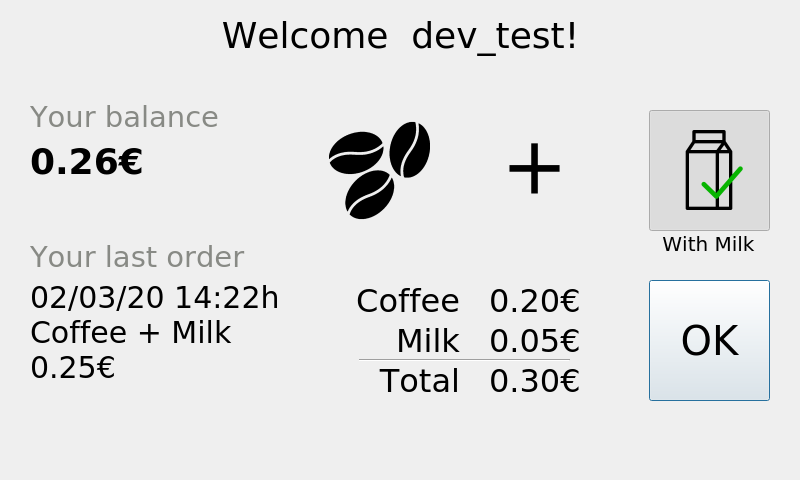 Welcome  dev_test!
Your balance
0.26€
With Milk
Your last order
02/03/20 14:22h
Coffee + Milk
0.25€
Coffee 0.20€
Milk 0.05€
Total 0.30€
OK